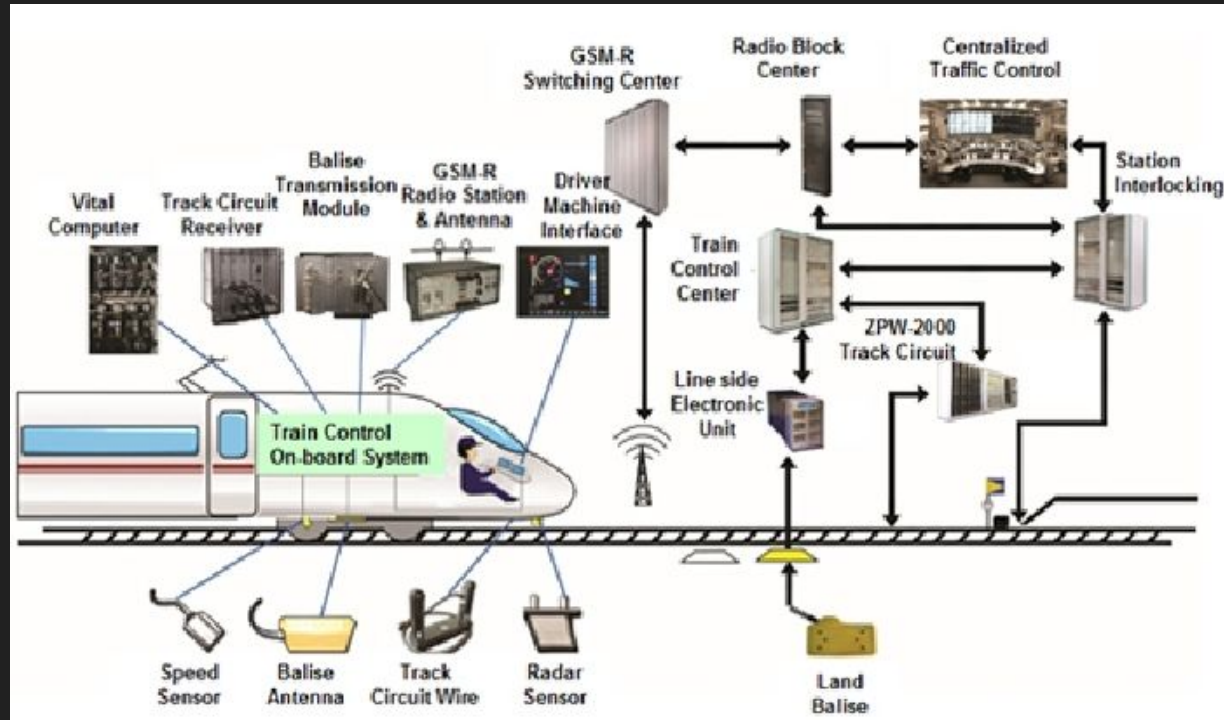 GSM-R
Switching Center
Radio Block
Center
Centralized
Traffic Control
Station
Interlocking
Vital
Computer
Track Circuit
Receiver
Balise
Transmission
Module
GSM-R
Radio Station
& Antenna
Driver
Machine
Interface
Train
Control
Center
ZPW-2000
Track Circuit
Line side
Electronic
Unit
Train Control
On-board System
Speed
Sensor
Balise
Antenna
Track
Circuit Wire
Radar
Sensor
Land
Balise